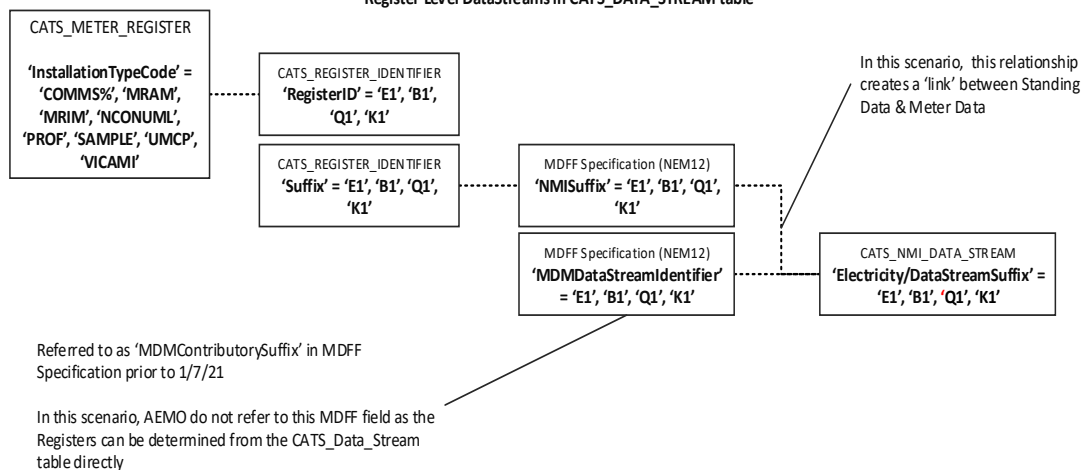 Register Level DataStreams in CATS_DATA_STREAM table
CATS_METER_REGISTER
‘InstallationTypeCode’ =
‘COMMS%’, ‘MRAM’,
‘MRIM’, ‘NCONUML’,
‘PROF’, ‘SAMPLE’, ‘UMCP’,
‘VICAMI’
CATS_REGISTER_IDENTIFIER
‘RegisterID’ = ‘E1’, ‘B1’,
‘Q1’, ‘K1’
CATS_REGISTER_IDENTIFIER
‘Suffix’ = ‘E1’, ‘B1’, ‘Q1’,
‘K1’
MDFF Specification (NEM12)
‘NMISuffix’ = ‘E1’, ‘B1’, ‘Q1’,
‘K1’
MDFF Specification (NEM12)
‘MDMDataStreamIdentifier’
= ‘E1’, ‘B1’, ‘Q1’, ‘K1’
In this scenario, this relationship
creates a ‘link’ between Standing
Data & Meter Data
CATS_NMI_DATA_STREAM
‘Electricity/DataStreamSuffix’ =
‘E1’, ‘B1’, ‘Q1’, ‘K1’
Referred to as ‘MDMContributorySuffix’ in MDFF
Specification prior to 1/7/21
In this scenario, AEMO do not refer to this MDFF field as the
Registers can be determined from the CATS_Data_Stream
table directly